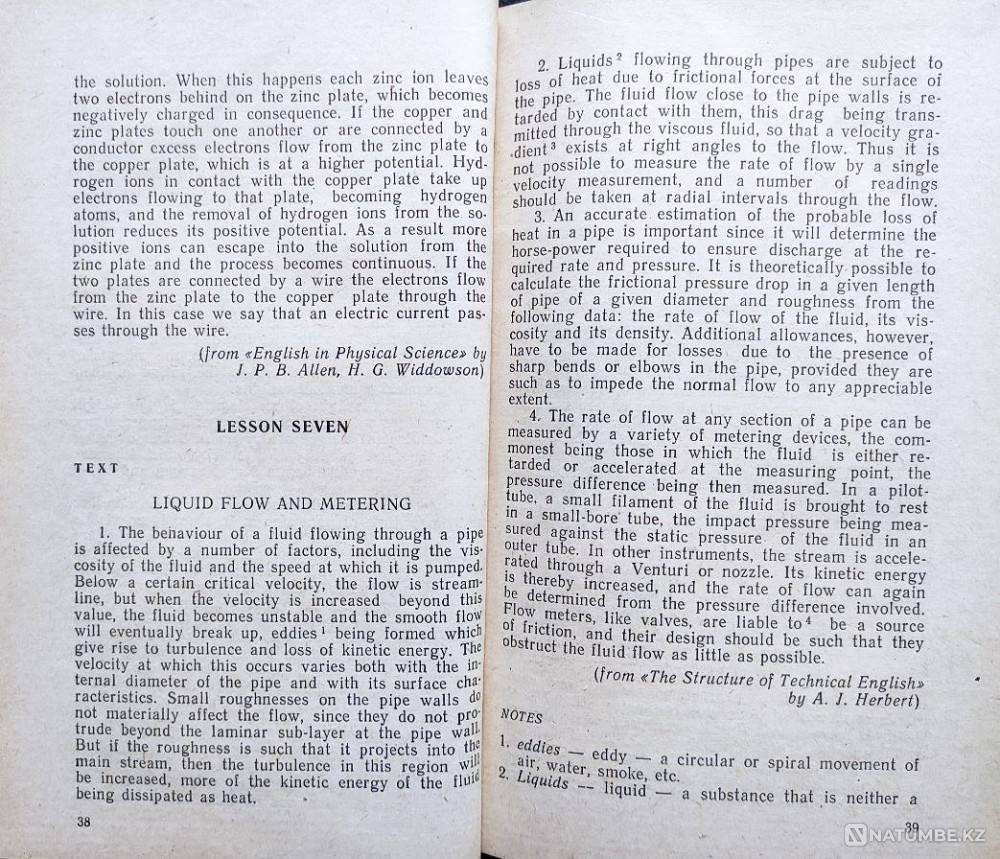 the solution. When this happens each zinc ion leaves
two electrons behind on the zinc plate, which becomes
negatively charged in consequence. If the copper and
zinc plates touch one another or are connected by a
conductor excess electrons flow from the zinc plate to
the copper plate, which is at a higher potential. Hyd-
rogen ions in contact with the copper plate take up
electrons flowing to that plate, becoming hydrogen
atoms, and the removal of hydrogen ions from the so-
lution reduces its positive potential. As a result more
positive ions can escape into the solution from the
zinc plate and the process becomes continuous. If the
two plates are connected by a wire the electrons flow
from the zinc plate to the copper plate through the
wire. In this case we say that an electric current pas-
ses through the wire.
(from «English in Physical Science» by
J. P. B. Allen, H. G. Widdowson)
LESSON SEVEN
TEXT
LIQUID FLOW AND METERING
1. The behaviour of a fluid flowing through a pipe
is affected by a number of factors, including the vis-
cosity of the fluid and the speed at which it is pumped.
Below a certain critical velocity, the flow is stream-
line, but when the velocity is increased beyond this
value, the fluid becomes unstable and the smooth flow
will eventually break up, eddies¹ being formed which
give rise to turbulence and loss of kinetic energy. The
velocity at which this occurs varies both with the in-
ternal diameter of the pipe and with its surface cha-
racteristics. Small roughnesses on the pipe walls do
not materially affect the flow, since they do not pro-
trude beyond the laminar sub-layer at the pipe wall.
But if the roughness is such that it projects into the
main stream, then the turbulence in this region will
be increased, more of the kinetic energy of the fluid
being dissipated as heat.
38
2. Liquids² flowing through pipes are subject to
loss of heat due to frictional forces at the surface of
the pipe. The fluid flow close to the pipe walls is re-
tarded by contact with them, this drag being trans-
mitted through the viscous fluid, so that a velocity gra-
dient³ exists at right angles to the flow. Thus it is
not possible to measure the rate of flow by a single
velocity measurement, and a number of readings
should be taken at radial intervals through the flow.
3. An accurate estimation of the probable loss of
heat in a pipe is important since it will determine the
horse-power required to ensure discharge at the re-
quired rate and pressure. It is theoretically possible to
calculate the frictional pressure drop in a given length
of pipe of a given diameter and roughness from the
following data: the rate of flow of the fluid, its vis-
cosity and its density. Additional allowances, however,
have to be made for losses due to the presence of
sharp bends or elbows in the pipe, provided they are
such as to impede the normal flow to any appreciable
extent.
4. The rate of flow at any section of a pipe can be
measured by a variety of metering devices, the com-
monest being those in which the fluid is either re-
tarded or accelerated at the measuring point, the
pressure difference being then measured. In a pilot-
tube, a small filament of the fluid is brought to rest
in a small-bore tube, the impact pressure being mea-
sured against the static pressure of the fluid in an
outer tube. In other instruments, the stream is accele-
rated through a Venturi or nozzle. Its kinetic energy
is thereby increased, and the rate of flow can again
be determined from the pressure difference involved.
Flow meters, like valves, are liable to⁴ be a source
of friction, and their design should be such that they
obstruct the fluid flow as little as possible.
(from «The Structure of Technical English»
by A. J. Herbert)
NOTES
1. eddies — eddy — a circular or spiral movement of
air, water, smoke, etc.
2. Liquids -- liquid — a substance that is neither a
39
NATUMBE.KZ